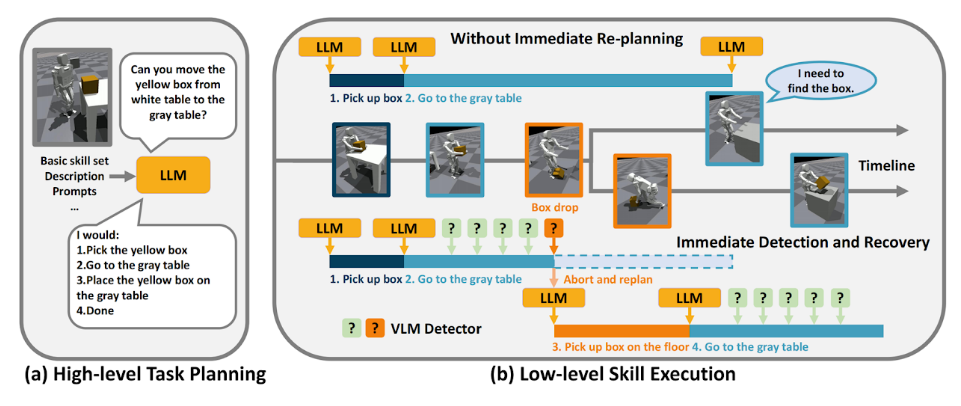 Can you move the
yellow box from
white table to the
gray table?
Basic skill set
Description
Prompts
...
LLM
I would:
1.Pick the yellow box
2.Go to the gray table
3.Place the yellow box on
the gray table
4.Done
(a) High-level Task Planning
Without Immediate Re-planning
LLM
LLM
LLM
1. Pick up box 2. Go to the gray table
I need to
find the box.
Box drop
Timeline
LLM
LLM
? ? ? ? ?
Immediate Detection and Recovery
1. Pick up box 2. Go to the gray table
Abort and replan
LLM
LLM
? ? ? ? ?
? ? VLM Detector
3. Pick up box on the floor 4. Go to the gray table
(b) Low-level Skill Execution